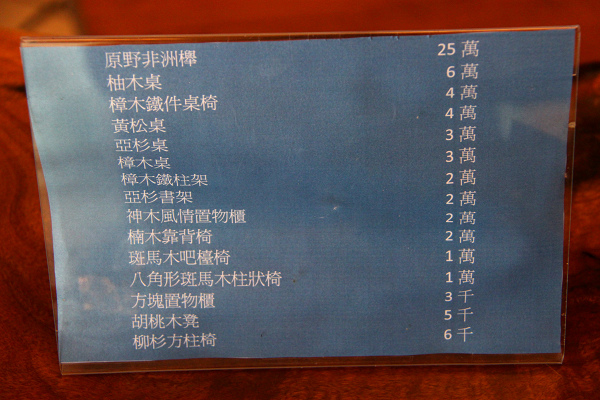 原野非洲櫸 25 萬
柚木桌 6 萬
樟木鐵件桌椅 4 萬
黃松桌 4 萬
亞杉桌 3 萬
樟木桌 3 萬
樟木鐵柱架 2 萬
亞杉書架 2 萬
神木風情置物櫃 2 萬
楠木靠背椅 2 萬
斑馬木吧檯椅 1 萬
八角形斑馬木柱狀椅 1 萬
方塊置物櫃 3 千
胡桃木凳 5 千
柳杉方柱椅 6 千